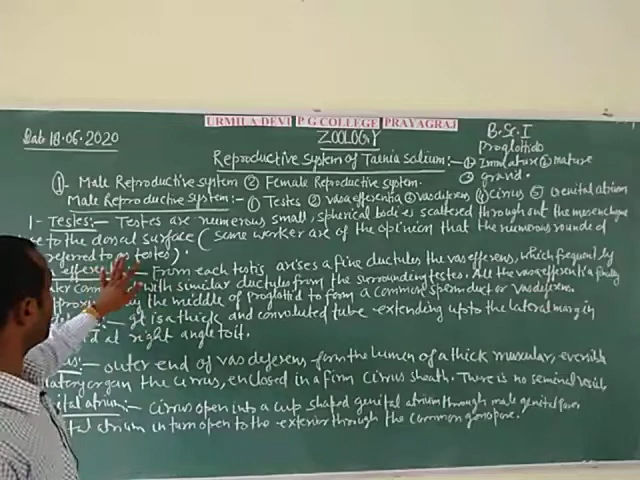 URMILA DEVI P G COLLEGE PRAYAGRAJ
Dat 18.06.2020
ZOOLOGY
B.Sc. I
Reproductive system of Taenia solium:-
Proglottids
① Immature ② mature
③ gravid.
① Male Reproductive system ② Female Reproductive system.
Male Reproductive System:- ① Testes ② vasa efferentia ③ vas deferens ④ Cirrus ⑤ Genital atrium
1- Testes:- Testes are numerous small, spherical bodies scattered through out the mesenchyme
to the dorsal surface (some worker are of the opinion that the numerous rounde d
referred to as testes).
efferent From each testis arises a fine ductules the vas efferens, which frequently
with similar ductules from the surrounding testes. All the vasa efferentia finally
the middle of proglottid to form a common sperm duct or vas deferens.
It is a thick and convoluted tube extending upto the lateral margin
at right angle to it.
:- outer end of vas deferens form the lumen of a thick muscular, eversible
organ the cirrus, enclosed in a firm cirrus sheath. There is no seminal vesicle
ital atrium:- Cirrus open into a cup shaped genital atrium through male genital pore
tal atrium in turn open to the exterior through the common gonopore.